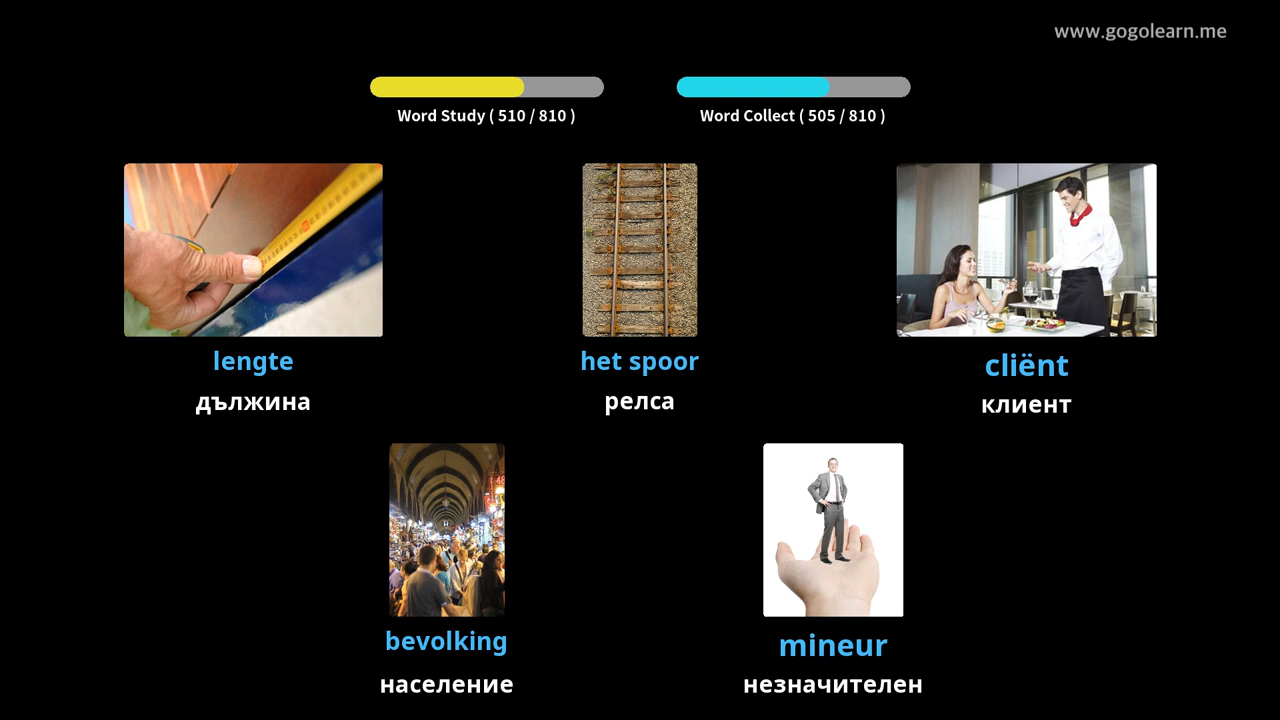 www.gogolearn.me
Word Study ( 510 / 810 )
Word Collect ( 505 / 810 )
lengte
дължина
het spoor
релса
cliënt
клиент
bevolking
население
mineur
незначителен